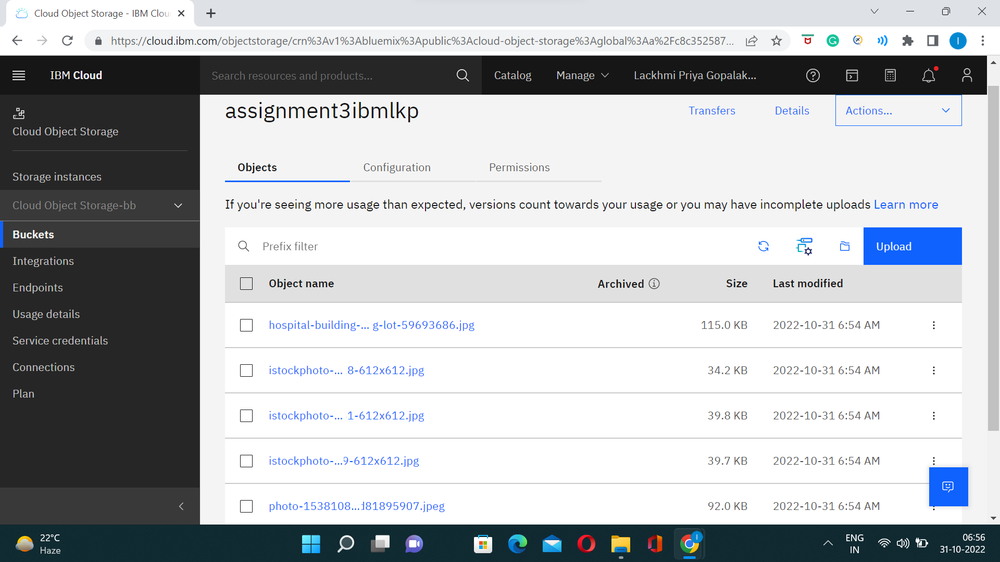 Cloud Object Storage - IBM Clou
https://cloud.ibm.com/objectstorage/crn%3Av1%3Abluemix%3Apublic%3Acloud-object-storage%3Aglobal%3Aa%2Fc8c352587...
I
IBM Cloud
Search resources and products...
Catalog
Manage
Lackhmi Priya Gopalak...
Cloud Object Storage
Storage instances
Cloud Object Storage-bb
Buckets
Integrations
Endpoints
Usage details
Service credentials
Connections
Plan
assignment3ibmlkp
Transfers
Details
Actions...
Objects
Configuration
Permissions
If you're seeing more usage than expected, versions count towards your usage or you may have incomplete uploads Learn more
Prefix filter
Upload
Object name Archived Size Last modified
hospital-building-... g-lot-59693686.jpg 115.0 KB 2022-10-31 6:54 AM
istockphoto-... 8-612x612.jpg 34.2 KB 2022-10-31 6:54 AM
istockphoto-... 1-612x612.jpg 39.8 KB 2022-10-31 6:54 AM
istockphoto-...9-612x612.jpg 39.7 KB 2022-10-31 6:54 AM
photo-1538108...d81895907.jpeg 92.0 KB 2022-10-31 6:54 AM
22°C
Haze
I
ENG
IN
06:56
31-10-2022